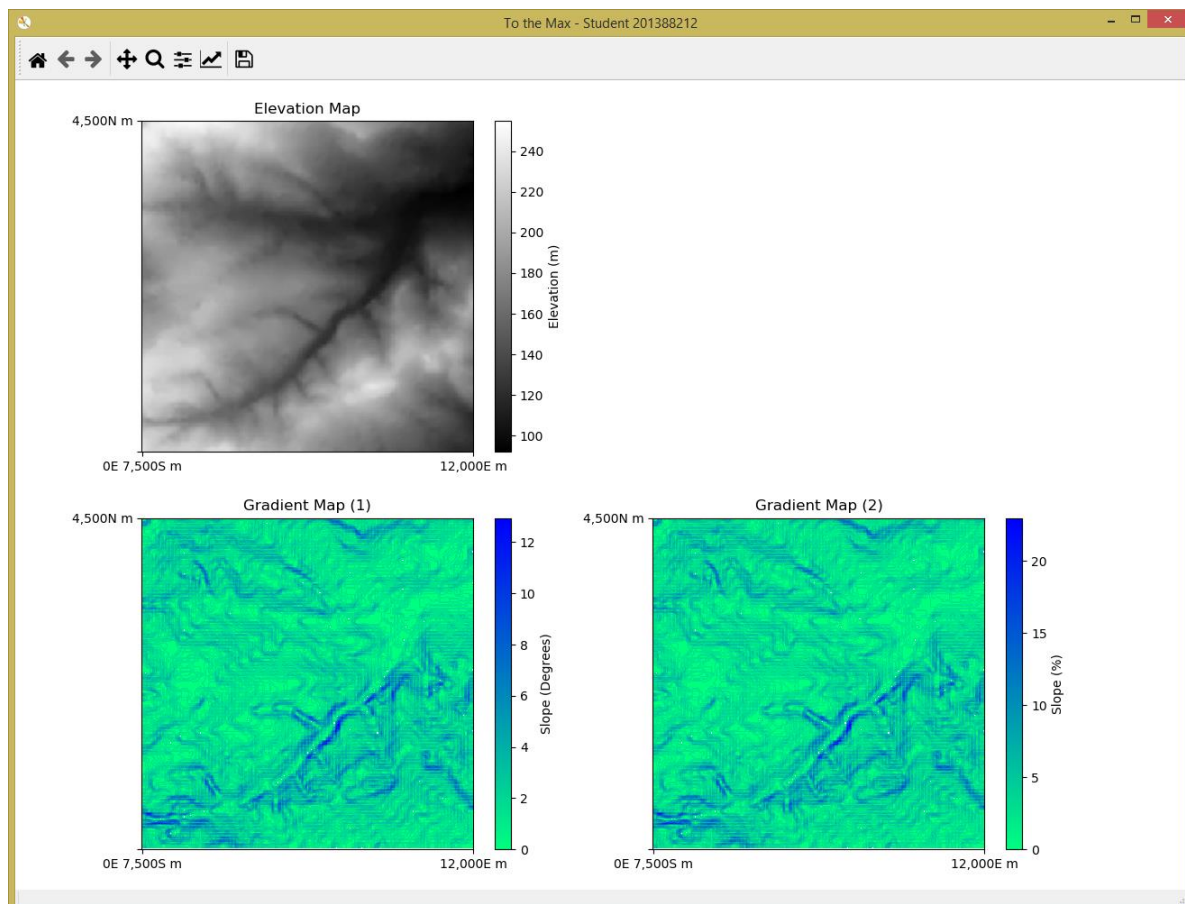 To the Max - Student 201388212
Elevation Map
4,500N m
240
220
200
180
160
140
120
100
Elevation (m)
0E 7,500S m
12,000E m
Gradient Map (1)
4,500N m
12
10
8
6
4
2
0
Slope (Degrees)
0E 7,500S m
12,000E m
Gradient Map (2)
4,500N m
20
15
10
5
0
Slope (%)
0E 7,500S m
12,000E m